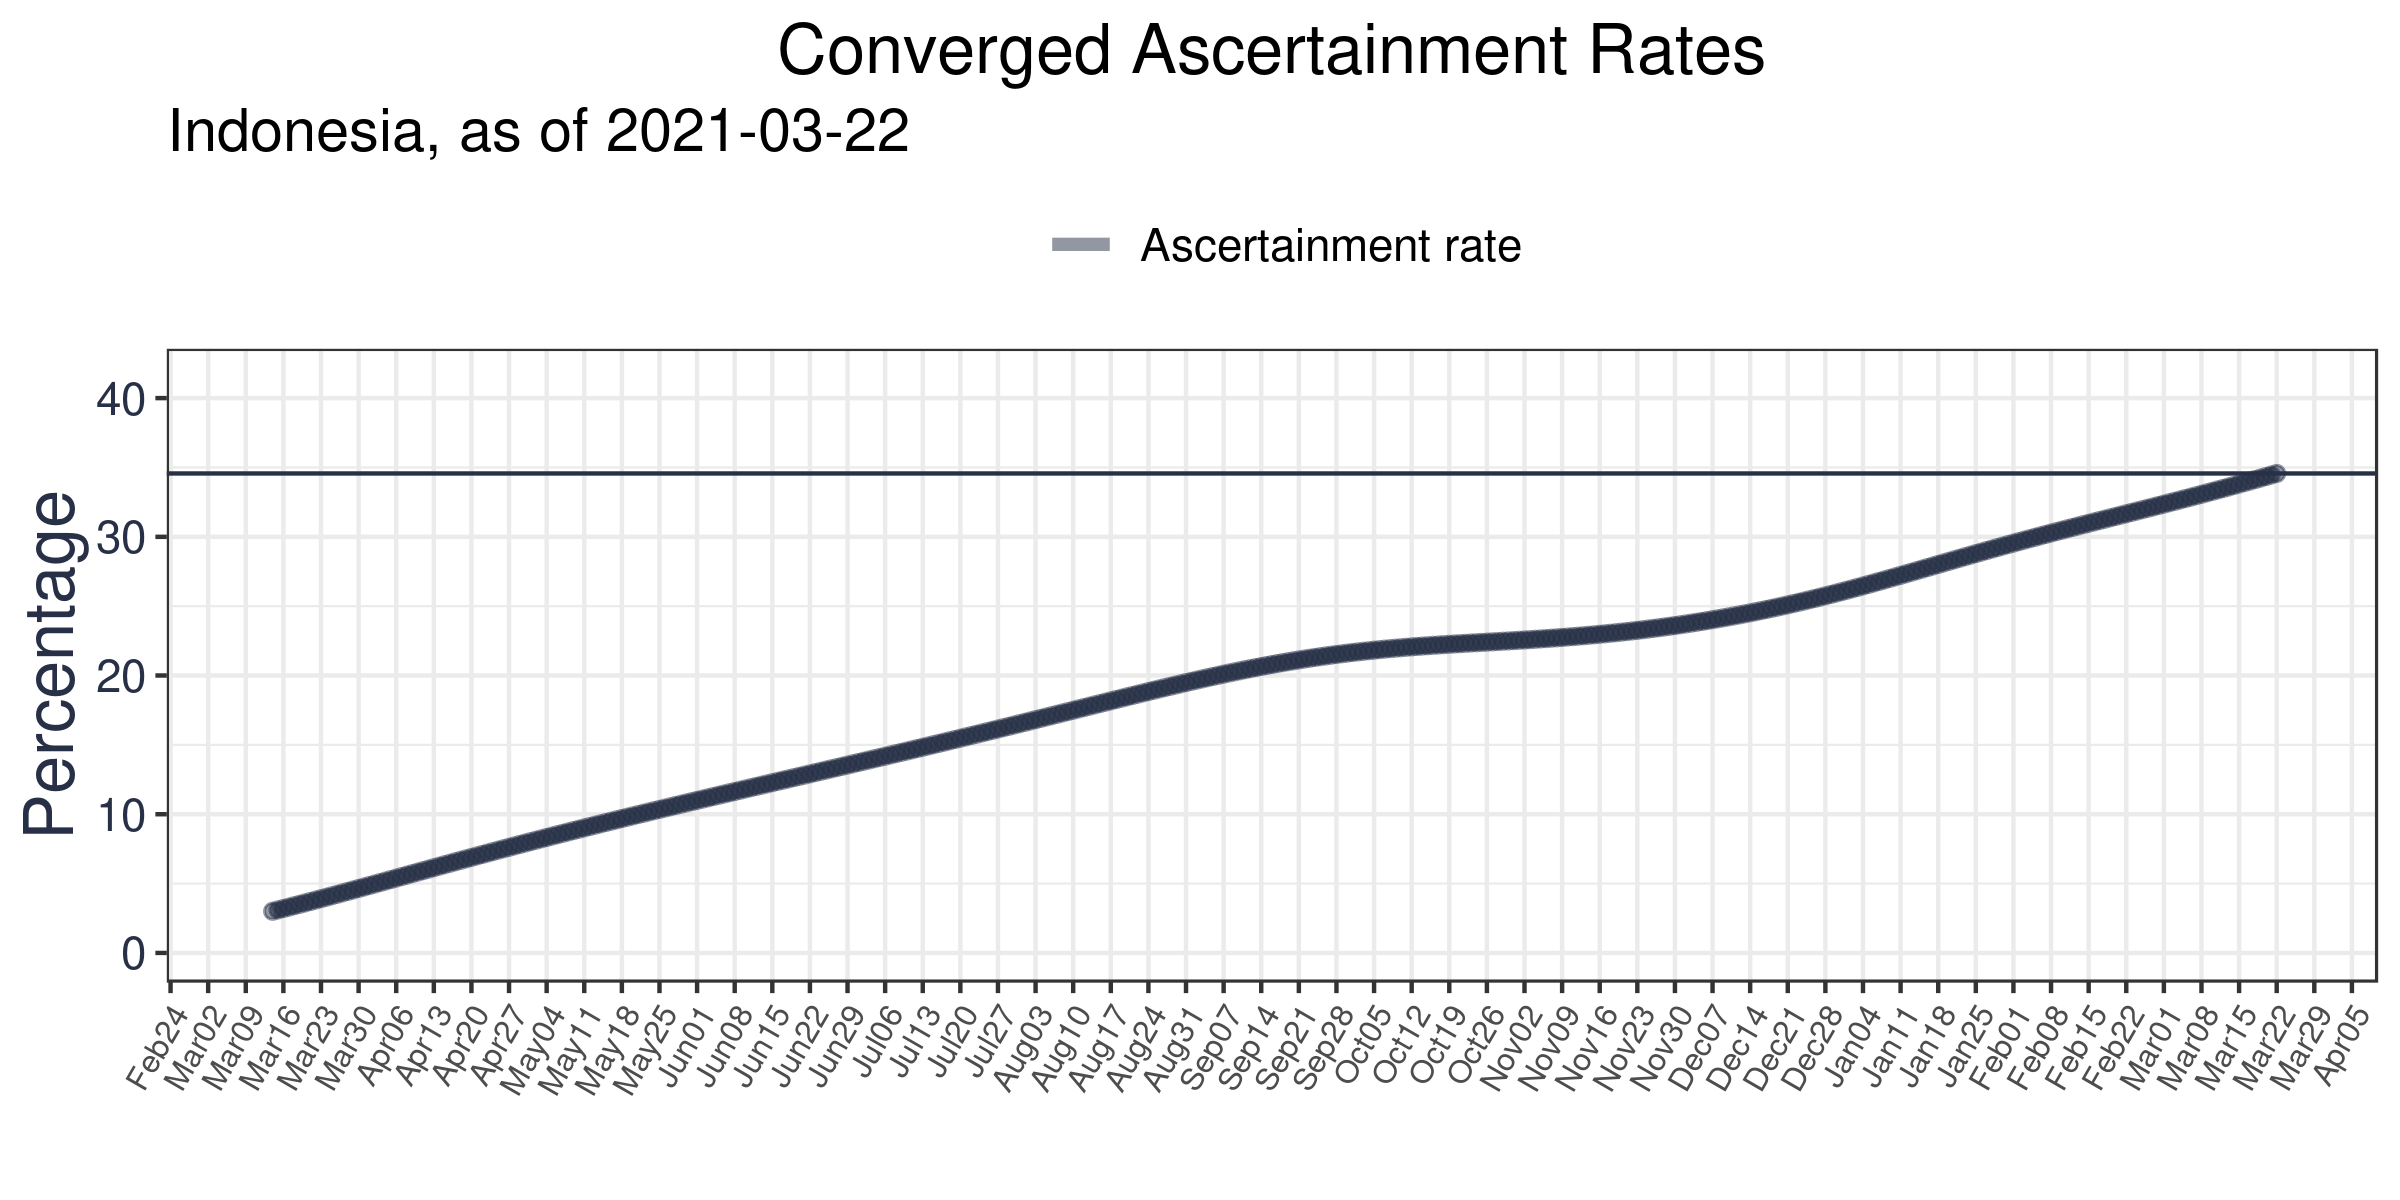 Converged Ascertainment Rates
Indonesia, as of 2021-03-22
Ascertainment rate
Percentage
40
30
20
10
0
Feb24
Mar02
Mar09
Mar16
Mar23
Mar30
Apr06
Apr13
Apr20
Apr27
May04
May11
May18
May25
Jun01
Jun08
Jun15
Jun22
Jun29
Jul06
Jul13
Jul20
Jul27
Aug03
Aug10
Aug17
Aug24
Aug31
Sep07
Sep14
Sep21
Sep28
Oct05
Oct12
Oct19
Oct26
Nov02
Nov09
Nov16
Nov23
Nov30
Dec07
Dec14
Dec21
Dec28
Jan04
Jan11
Jan18
Jan25
Feb01
Feb08
Feb15
Feb22
Mar01
Mar08
Mar15
Mar22
Mar29
Apr05